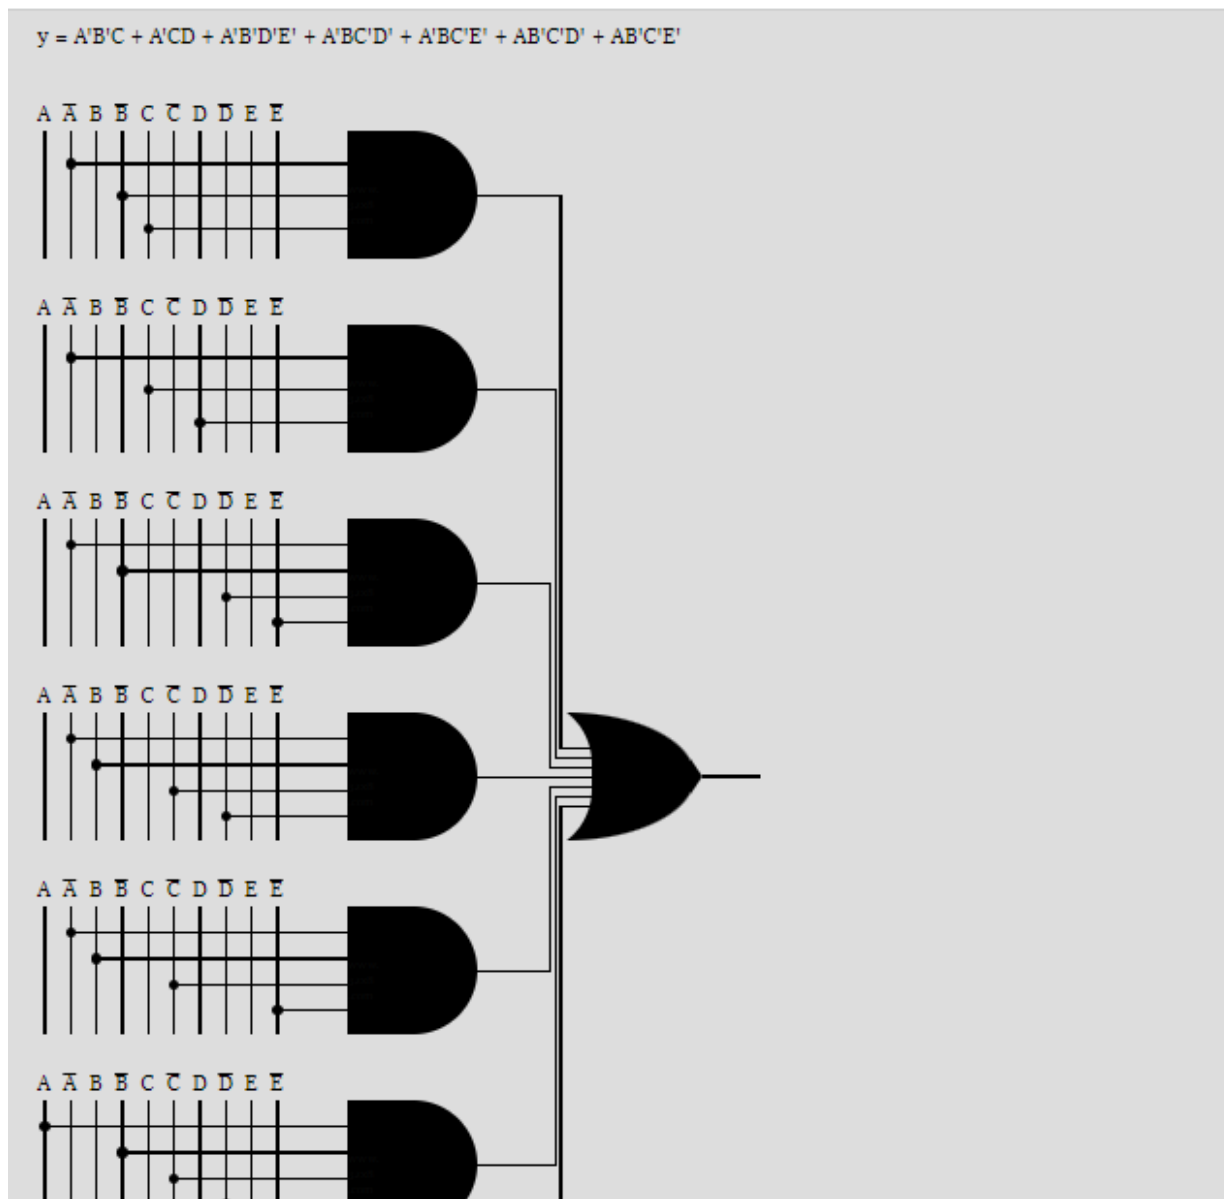 y = A'B'C + A'CD + A'B'D'E' + A'BC'D' + A'BC'E' + AB'C'D' + AB'C'E'
A A̅ B B̅ C C̅ D D̅ E E̅
A A̅ B B̅ C C̅ D D̅ E E̅
A A̅ B B̅ C C̅ D D̅ E E̅
A A̅ B B̅ C C̅ D D̅ E E̅
A A̅ B B̅ C C̅ D D̅ E E̅
A A̅ B B̅ C C̅ D D̅ E E̅